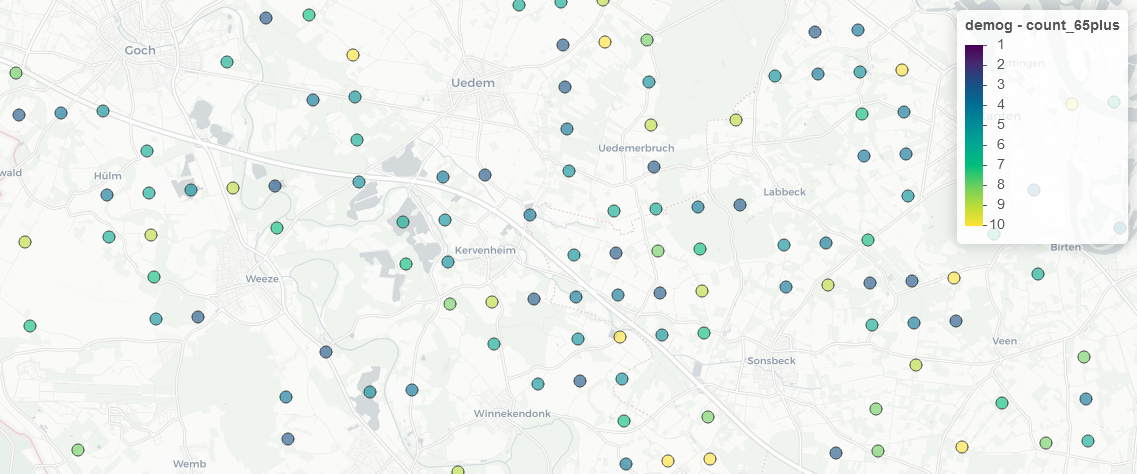 demog - count_65plus
1
2
3
4
5
6
7
8
9
10
Goch
Uedem
Uedemerbruch
wald
Hülm
Labbeck
Kervenheim
Birten
Weeze
Veen
Sonsbeck
Winnekendonk
Wemb